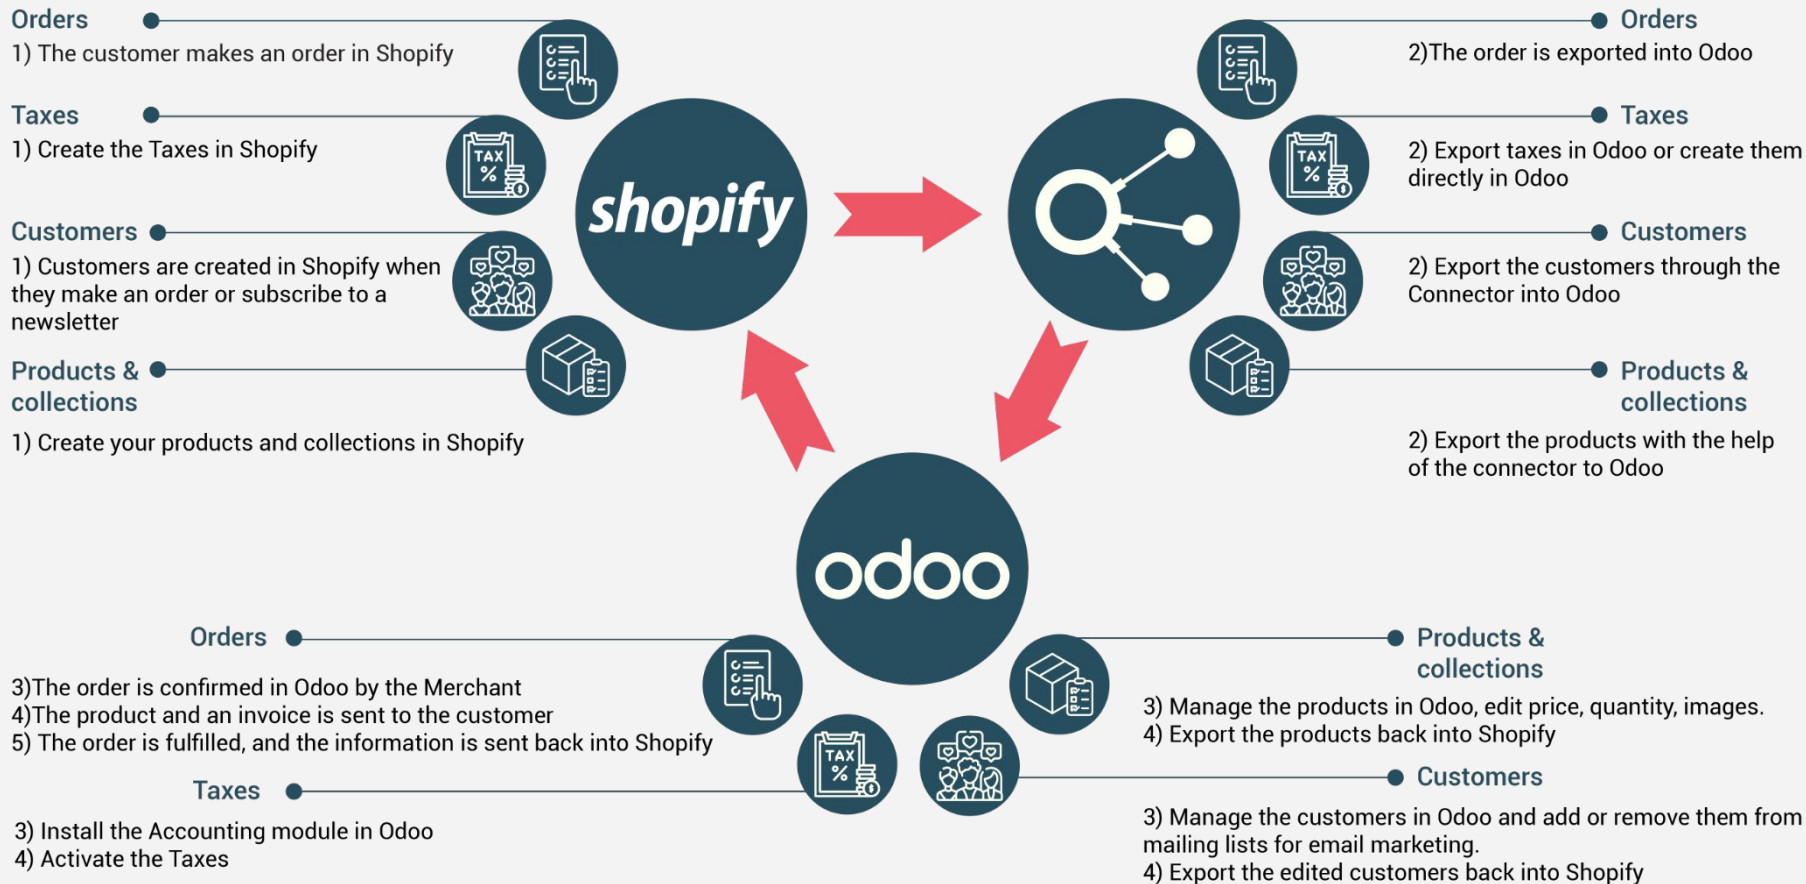 Orders
1) The customer makes an order in Shopify
Taxes
1) Create the Taxes in Shopify
Customers
1) Customers are created in Shopify when
they make an order or subscribe to a
newsletter
Products &
collections
1) Create your products and collections in Shopify
TAX
%
shopify
Orders
2)The order is exported into Odoo
Taxes
2) Export taxes in Odoo or create them
directly in Odoo
Customers
2) Export the customers through the
Connector into Odoo
Products &
collections
2) Export the products with the help
of the connector to Odoo
TAX
%
odoo
Orders
3)The order is confirmed in Odoo by the Merchant
4)The product and an invoice is sent to the customer
5) The order is fulfilled, and the information is sent back into Shopify
Taxes
3) Install the Accounting module in Odoo
4) Activate the Taxes
TAX
%
Products &
collections
3) Manage the products in Odoo, edit price, quantity, images.
4) Export the products back into Shopify
Customers
3) Manage the customers in Odoo and add or remove them from
mailing lists for email marketing.
4) Export the edited customers back into Shopify